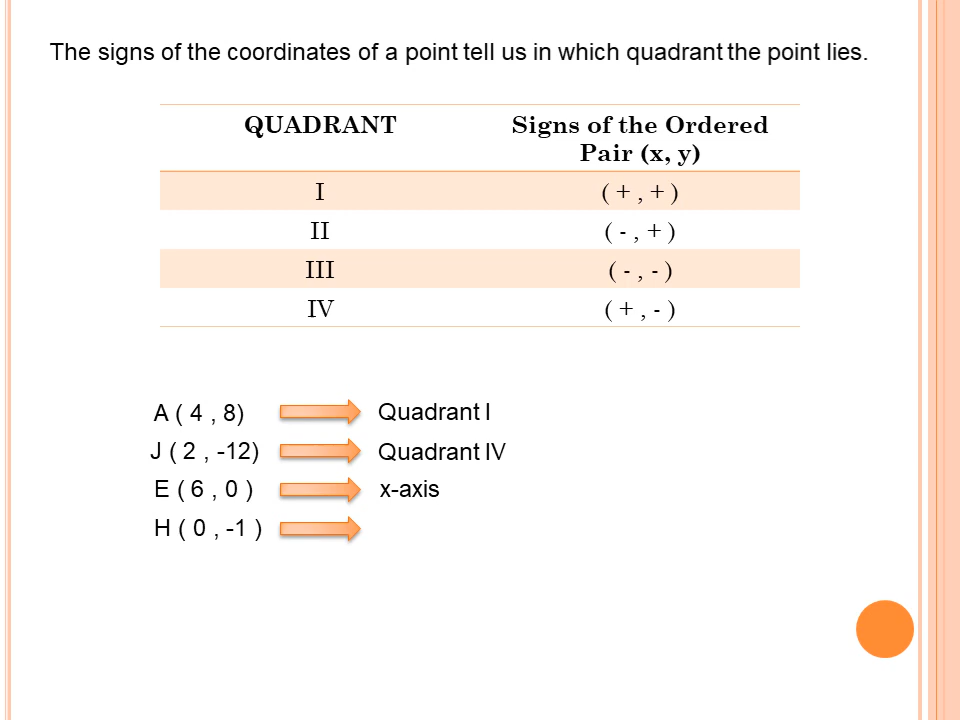 The signs of the coordinates of a point tell us in which quadrant the point lies.
QUADRANT Signs of the Ordered
Pair (x, y)
I ( + , + )
II ( - , + )
III ( - , - )
IV ( + , - )
A ( 4 , 8) Quadrant I
J ( 2 , -12) Quadrant IV
E ( 6 , 0 ) x-axis
H ( 0 , -1 )